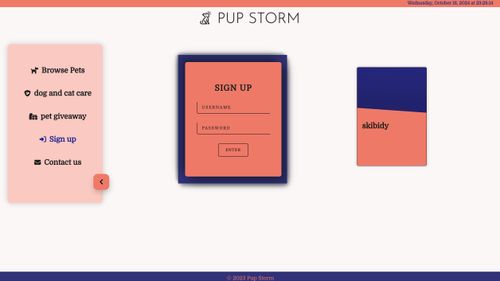 Wednesday, October 16, 2024 at 23:29:14
PUP STORM
Browse Pets
dog and cat care
pet giveaway
Sign up
Contact us
SIGN UP
USERNAME
PASSWORD
ENTER
skibidy
© 2023 Pup Storm